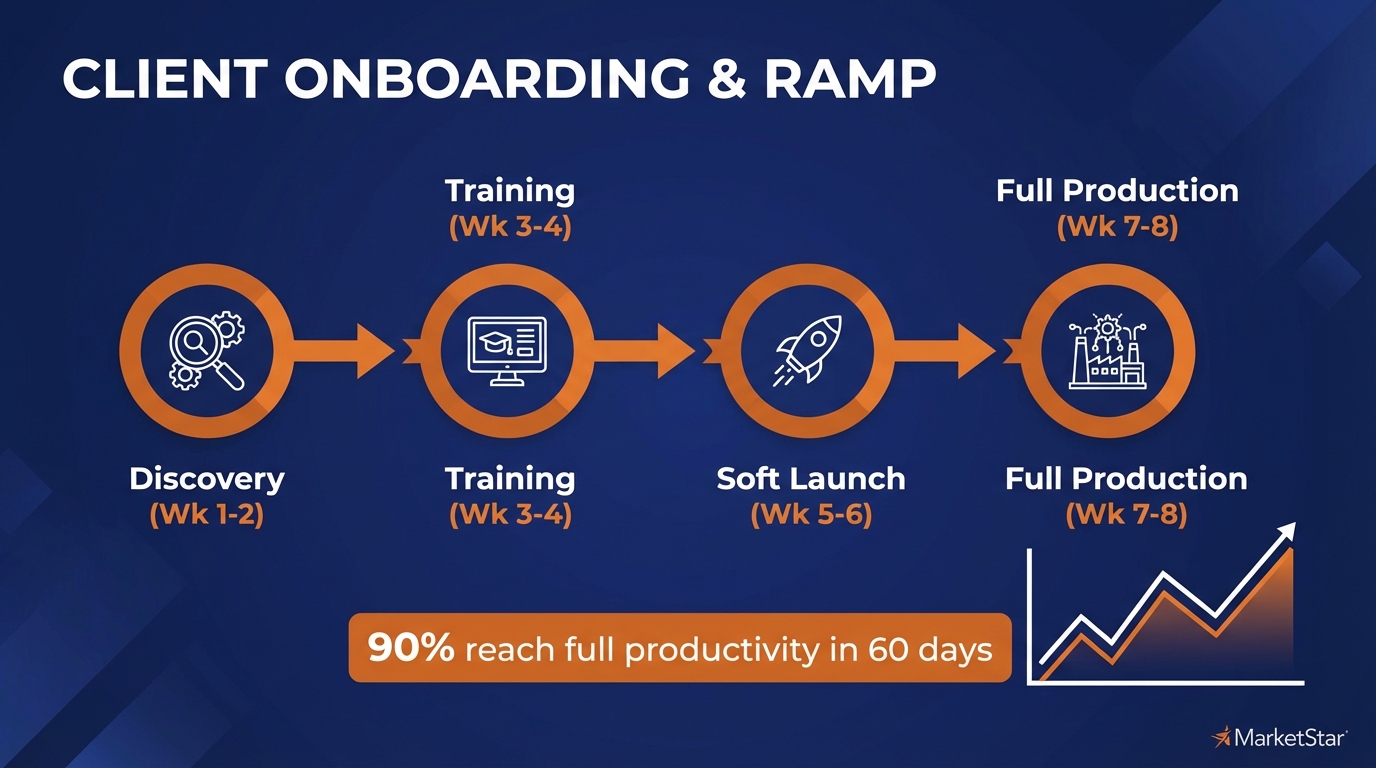 CLIENT ONBOARDING & RAMP
Training
(Wk 3-4)
Full Production
(Wk 7-8)
Discovery
(Wk 1-2)
Training
(Wk 3-4)
Soft Launch
(Wk 5-6)
Full Production
(Wk 7-8)
90% reach full productivity in 60 days
MarketStar